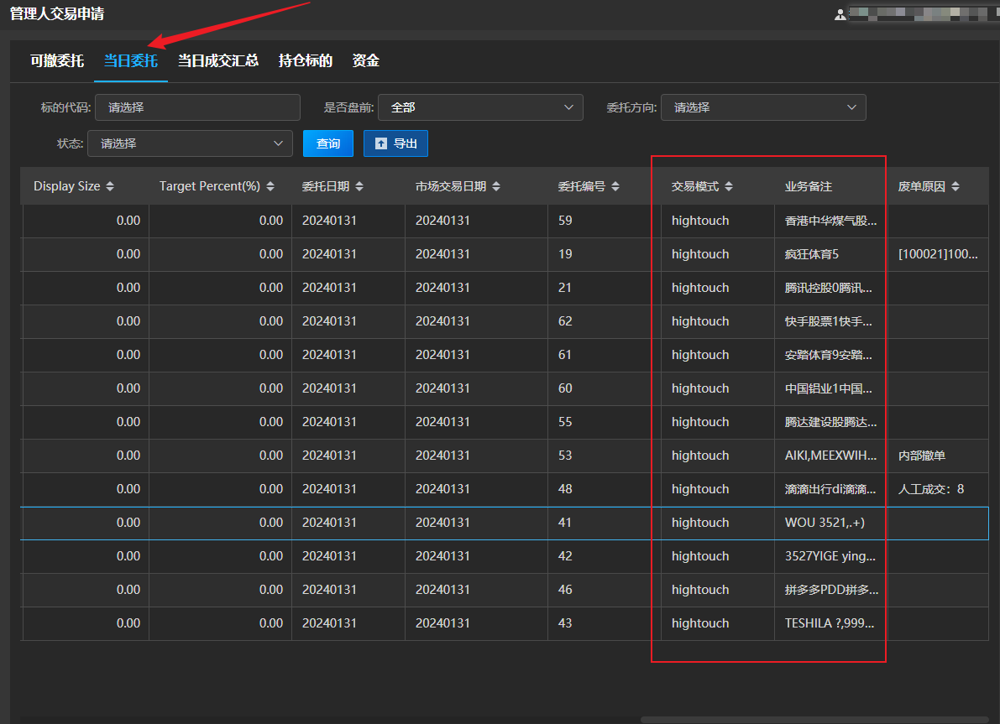 管理人交易申请
可撤委托 当日委托 当日成交汇总 持仓标的 资金
标的代码: 请选择 是否盘前: 全部 委托方向: 请选择
状态: 请选择 查询 导出
Display Size Target Percent(%) 委托日期 市场交易日期 委托编号 交易模式 业务备注 废单原因
0.00 0.00 20240131 20240131 59 hightouch 香港中华煤气股...
0.00 0.00 20240131 20240131 19 hightouch 疯狂体育5 [100021]100...
0.00 0.00 20240131 20240131 21 hightouch 腾讯控股0腾讯...
0.00 0.00 20240131 20240131 62 hightouch 快手股票1快手...
0.00 0.00 20240131 20240131 61 hightouch 安踏体育9安踏...
0.00 0.00 20240131 20240131 60 hightouch 中国铝业1中国...
0.00 0.00 20240131 20240131 55 hightouch 腾达建设股腾达...
0.00 0.00 20240131 20240131 53 hightouch AIKI,MEEXWIH... 内部撤单
0.00 0.00 20240131 20240131 48 hightouch 滴滴出行di滴滴... 人工成交：8
0.00 0.00 20240131 20240131 41 hightouch WOU 3521,.+)
0.00 0.00 20240131 20240131 42 hightouch 3527YIGE ying...
0.00 0.00 20240131 20240131 46 hightouch 拼多多PDD拼多...
0.00 0.00 20240131 20240131 43 hightouch TESHILA ?,999...